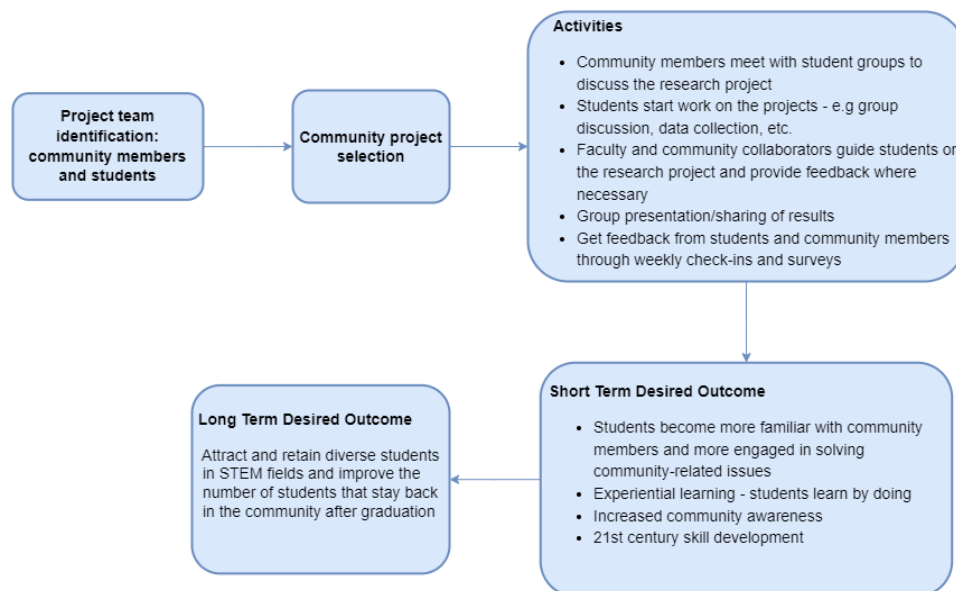 Project team
identification:
community members
and students
Community project
selection
Activities
• Community members meet with student groups to
discuss the research project
• Students start work on the projects - e.g group
discussion, data collection, etc.
• Faculty and community collaborators guide students on
the research project and provide feedback where
necessary
• Group presentation/sharing of results
• Get feedback from students and community members
through weekly check-ins and surveys
Long Term Desired Outcome
Attract and retain diverse students
in STEM fields and improve the
number of students that stay back
in the community after graduation
Short Term Desired Outcome
• Students become more familiar with community
members and more engaged in solving
community-related issues
• Experiential learning - students learn by doing
• Increased community awareness
• 21st century skill development